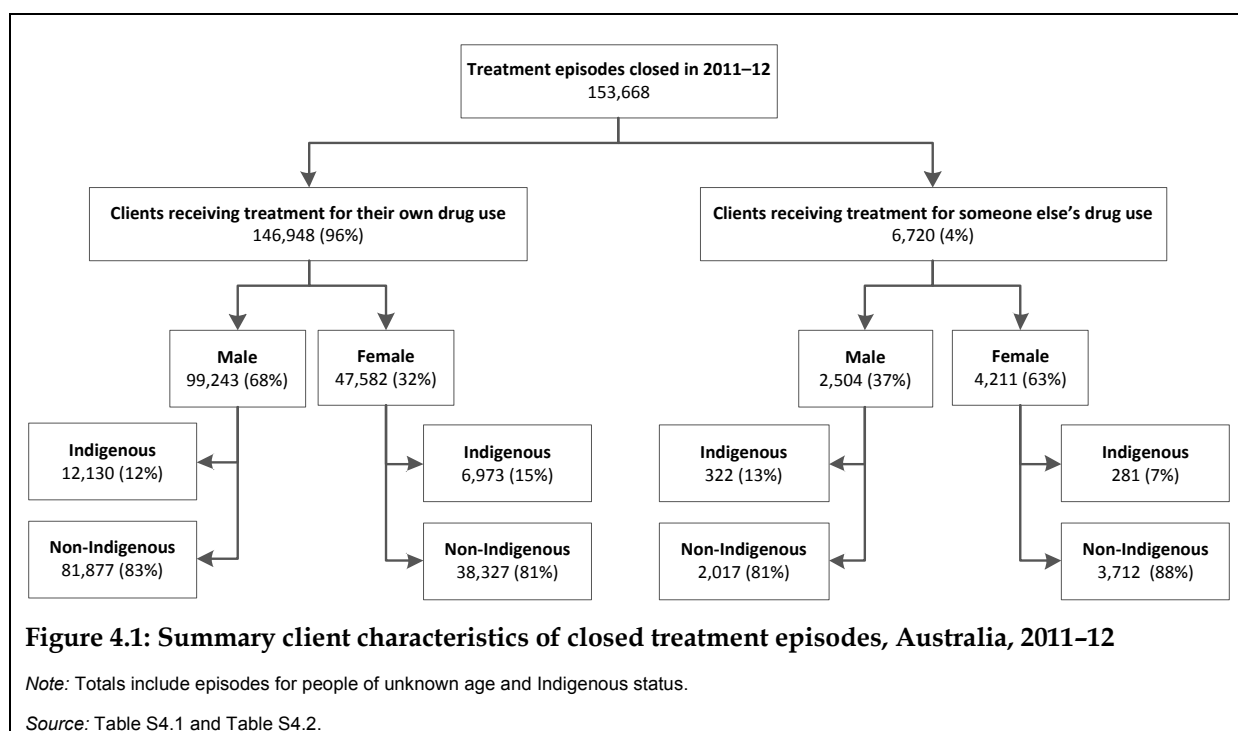 Treatment episodes closed in 2011–12
153,668
Clients receiving treatment for their own drug use
146,948 (96%)
Clients receiving treatment for someone else's drug use
6,720 (4%)
Male
99,243 (68%)
Female
47,582 (32%)
Male
2,504 (37%)
Female
4,211 (63%)
Indigenous
12,130 (12%)
Indigenous
6,973 (15%)
Indigenous
322 (13%)
Indigenous
281 (7%)
Non-Indigenous
81,877 (83%)
Non-Indigenous
38,327 (81%)
Non-Indigenous
2,017 (81%)
Non-Indigenous
3,712 (88%)
Figure 4.1: Summary client characteristics of closed treatment episodes, Australia, 2011–12
Note: Totals include episodes for people of unknown age and Indigenous status.
Source: Table S4.1 and Table S4.2.